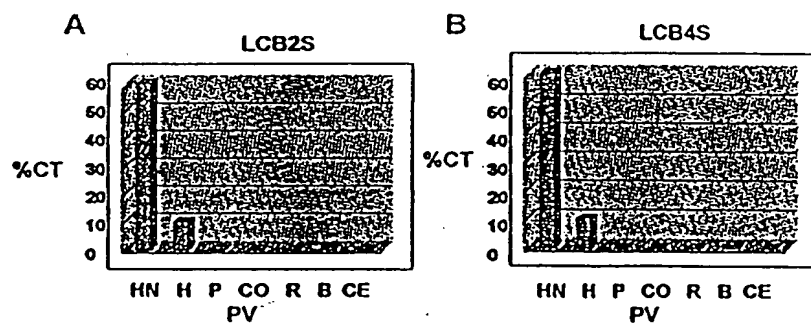 A
LCB2S
60
50
40
%CT
30
20
10
0
HN H P CO R B CE
PV
B
LCB4S
60
50
40
%CT
30
20
10
0
HN H P CO R B CE
PV